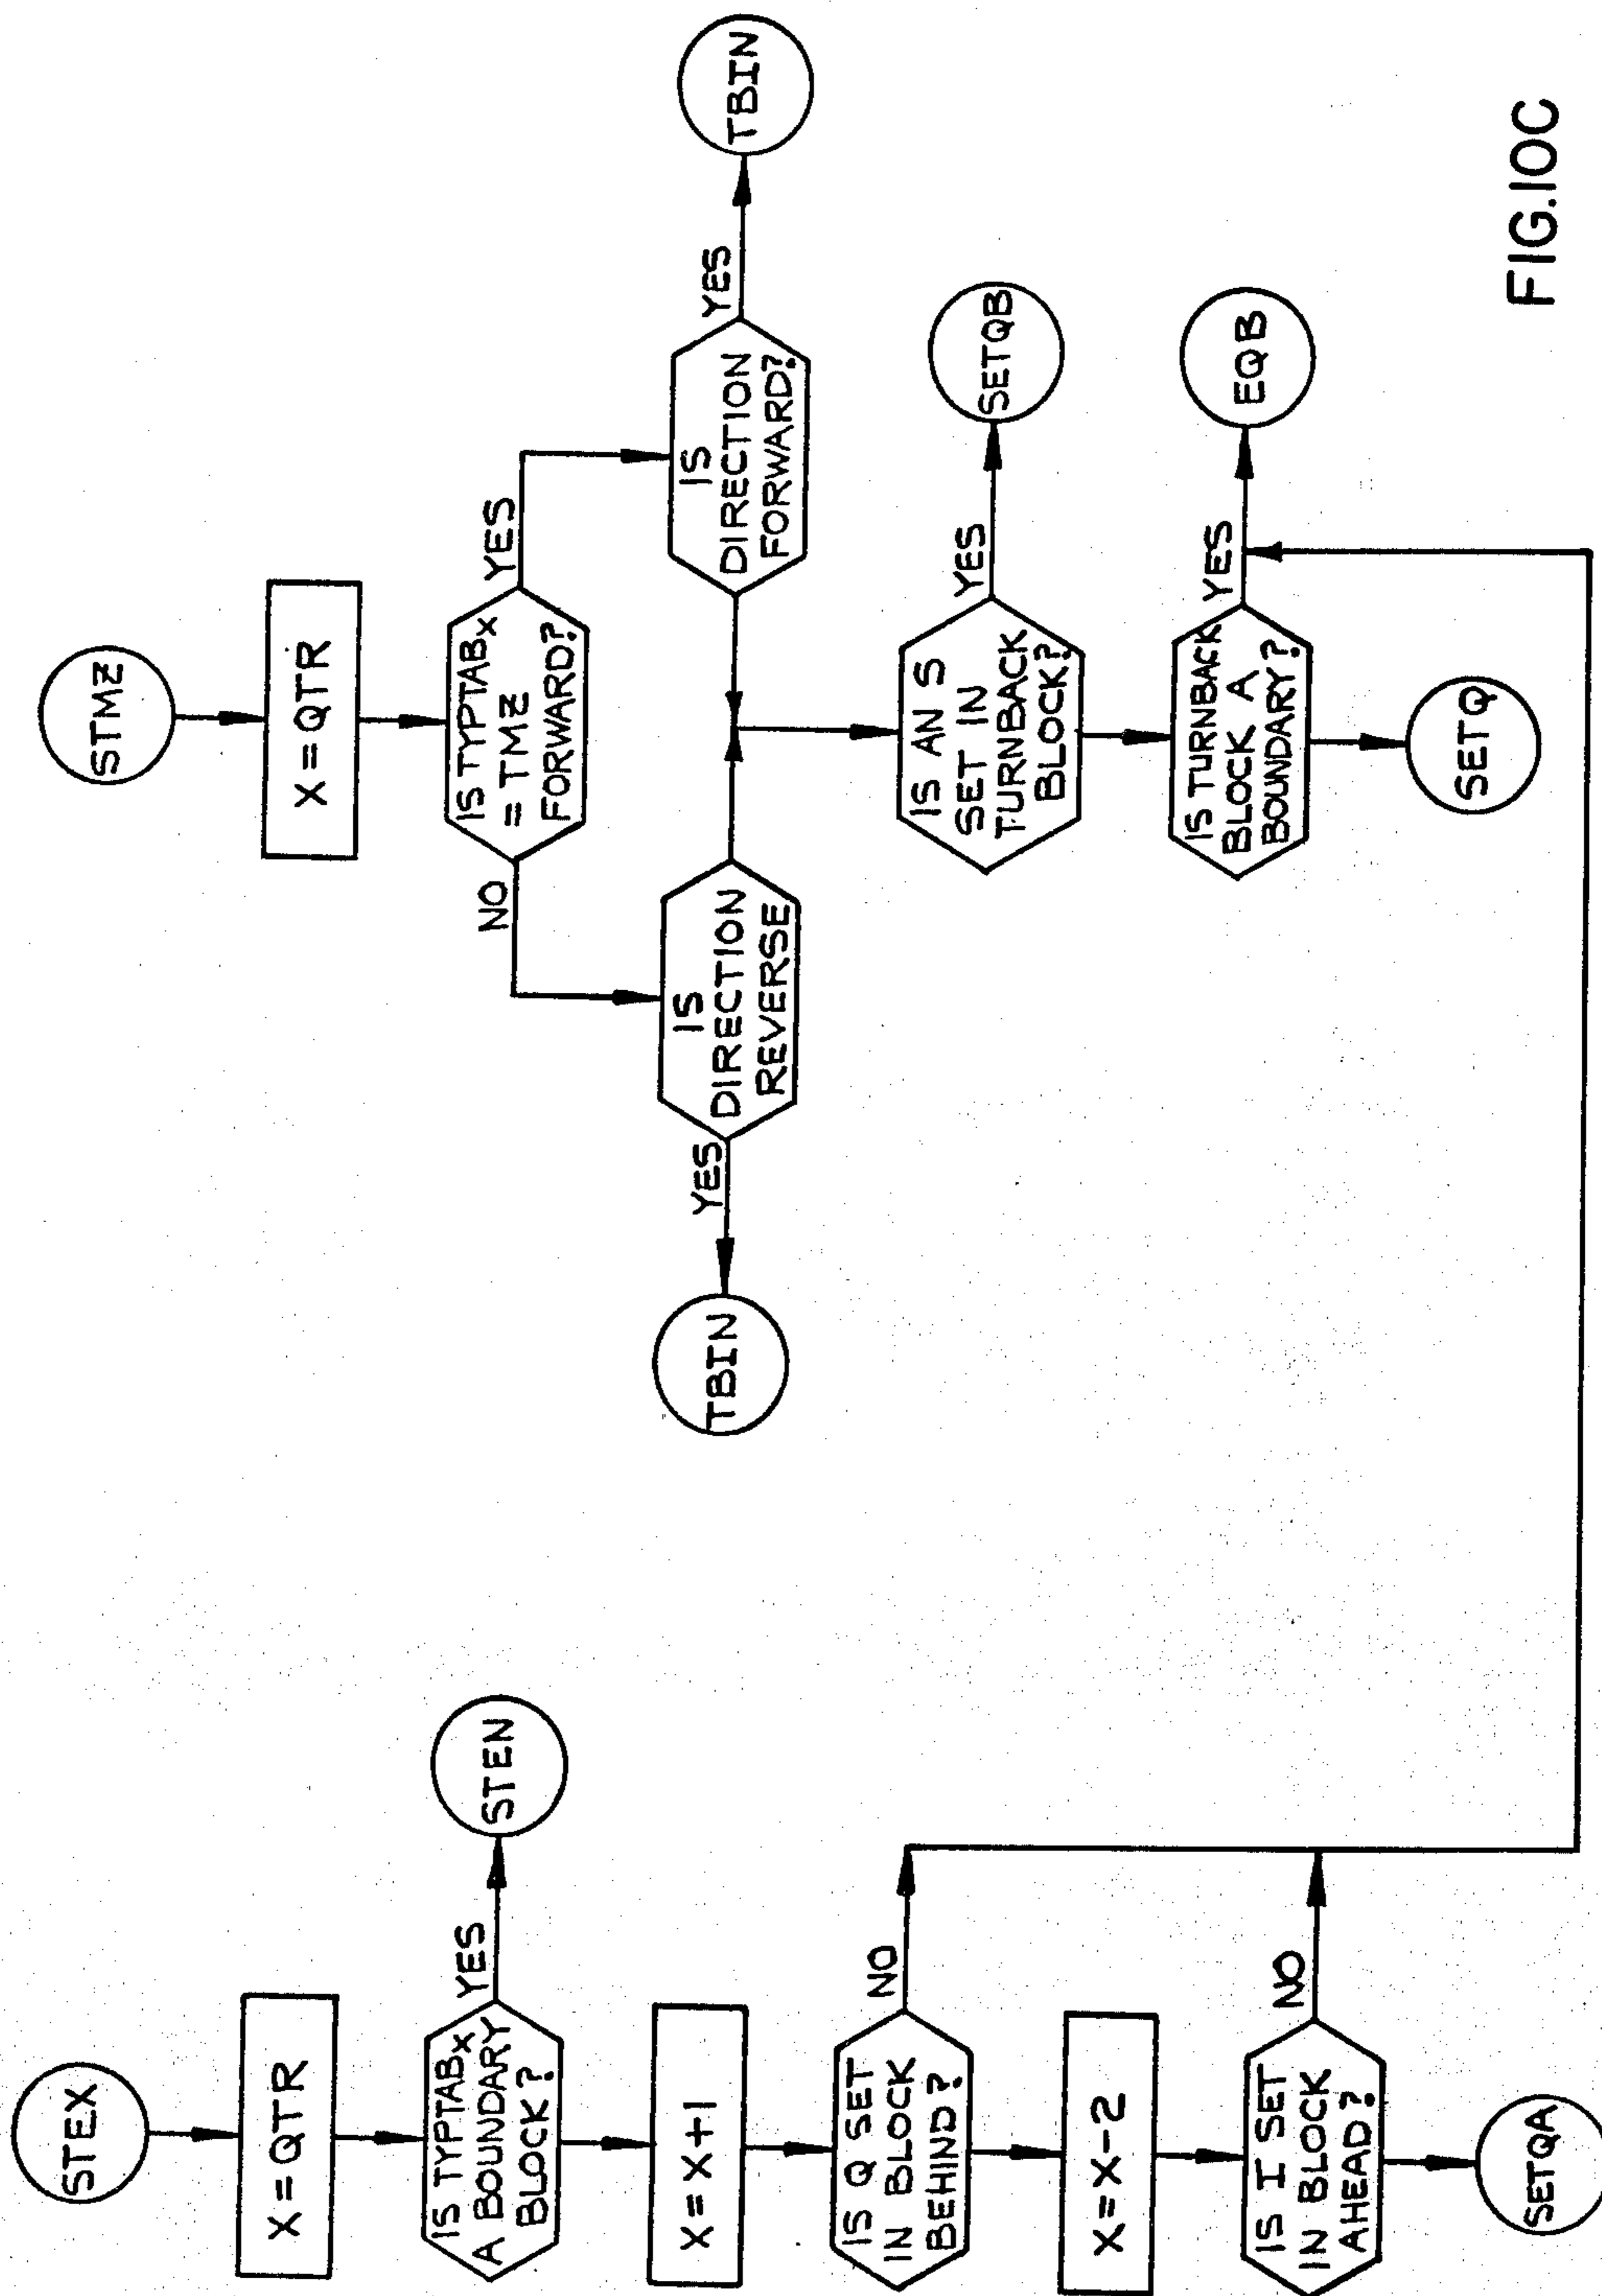 STEX
X = QTR
IS TYPTABX
A BOUNDARY
BLOCK?
YES
STEN
X = X+1
IS Q SET
IN BLOCK
BEHIND?
NO
X = X-2
IS I SET
IN BLOCK
AHEAD?
NO
SETQA
STMZ
X = QTR
IS TYPTABX
= TMZ
FORWARD?
NO
YES
IS
DIRECTION
REVERSE
YES
TBIN
IS
DIRECTION
FORWARD?
YES
TBIN
IS AN S
SET IN
TURNBACK
BLOCK?
YES
SETQB
IS TURNBACK
BLOCK A
BOUNDARY?
YES
EQB
SETQ
FIG.10C